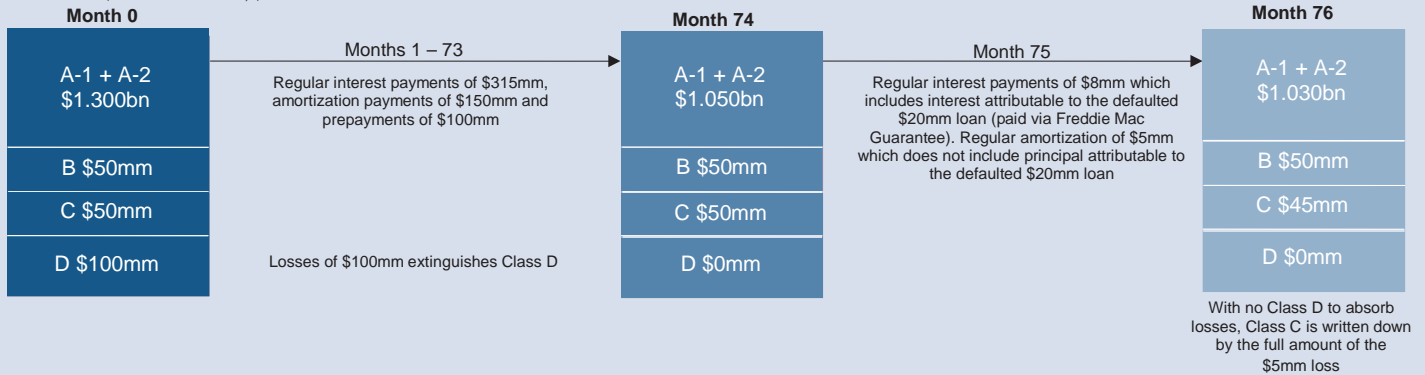 Month 0
A-1 + A-2
$1.300bn
B $50mm
C $50mm
D $100mm
Months 1 – 73
Regular interest payments of $315mm,
amortization payments of $150mm and
prepayments of $100mm
Losses of $100mm extinguishes Class D
Month 74
A-1 + A-2
$1.050bn
B $50mm
C $50mm
D $0mm
Month 75
Regular interest payments of $8mm which
includes interest attributable to the defaulted
$20mm loan (paid via Freddie Mac
Guarantee). Regular amortization of $5mm
which does not include principal attributable to
the defaulted $20mm loan
Month 76
A-1 + A-2
$1.030bn
B $50mm
C $45mm
D $0mm
With no Class D to absorb
losses, Class C is written down
by the full amount of the
$5mm loss